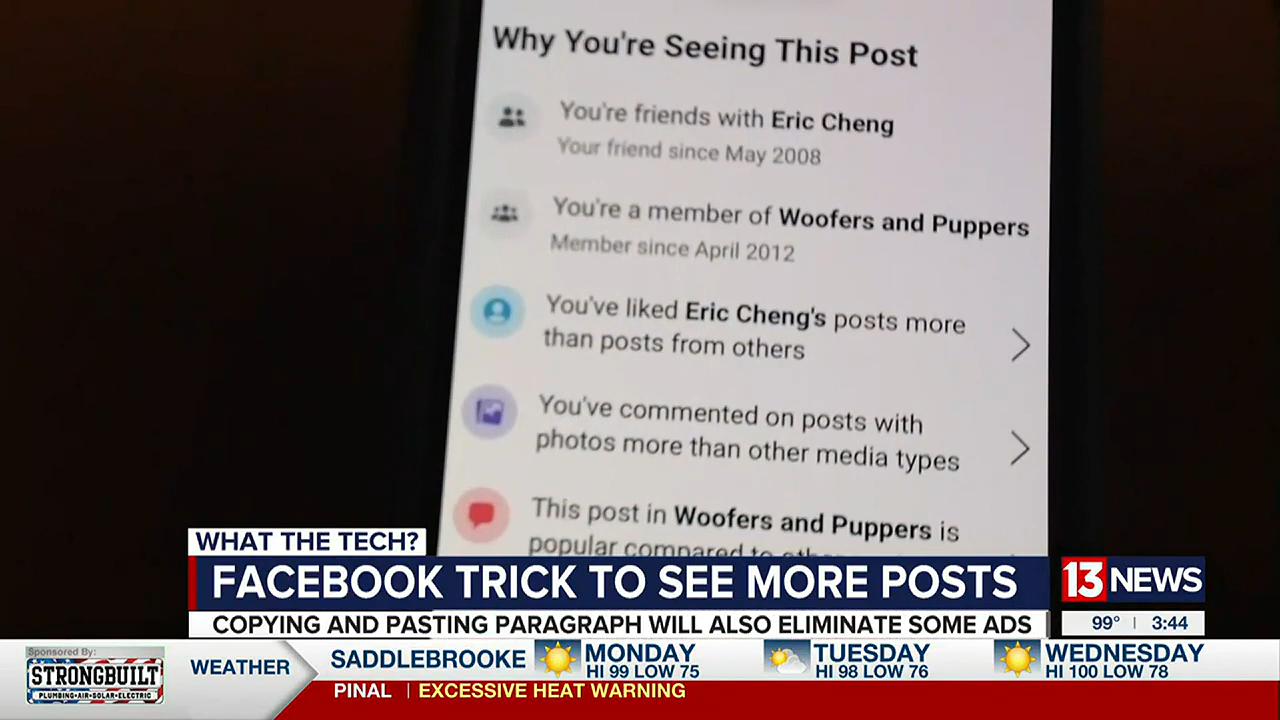 Why You're Seeing This Post
You're friends with Eric Cheng
Your friend since May 2008
You're a member of Woofers and Puppers
Member since April 2012
You've liked Eric Cheng's posts more
than posts from others
You've commented on posts with
photos more than other media types
This post in Woofers and Puppers is
popular compared to
WHAT THE TECH?
FACEBOOK TRICK TO SEE MORE POSTS
COPYING AND PASTING PARAGRAPH WILL ALSO ELIMINATE SOME ADS
13 NEWS
99° | 3:44
Sponsored By:
STRONGBUILT
PLUMBING-AIR-SOLAR-ELECTRIC
WEATHER
SADDLEBROOKE
MONDAY
HI 99 LOW 75
TUESDAY
HI 98 LOW 76
WEDNESDAY
HI 100 LOW 78
PINAL | EXCESSIVE HEAT WARNING